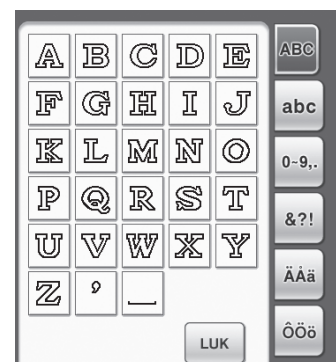 A B C D E
F G H I J
K L M N O
P Q R S T
U V W X Y
Z ’ _
LUK
ABC
abc
0~9,.
&?!
ÄÅä
ÔÖö